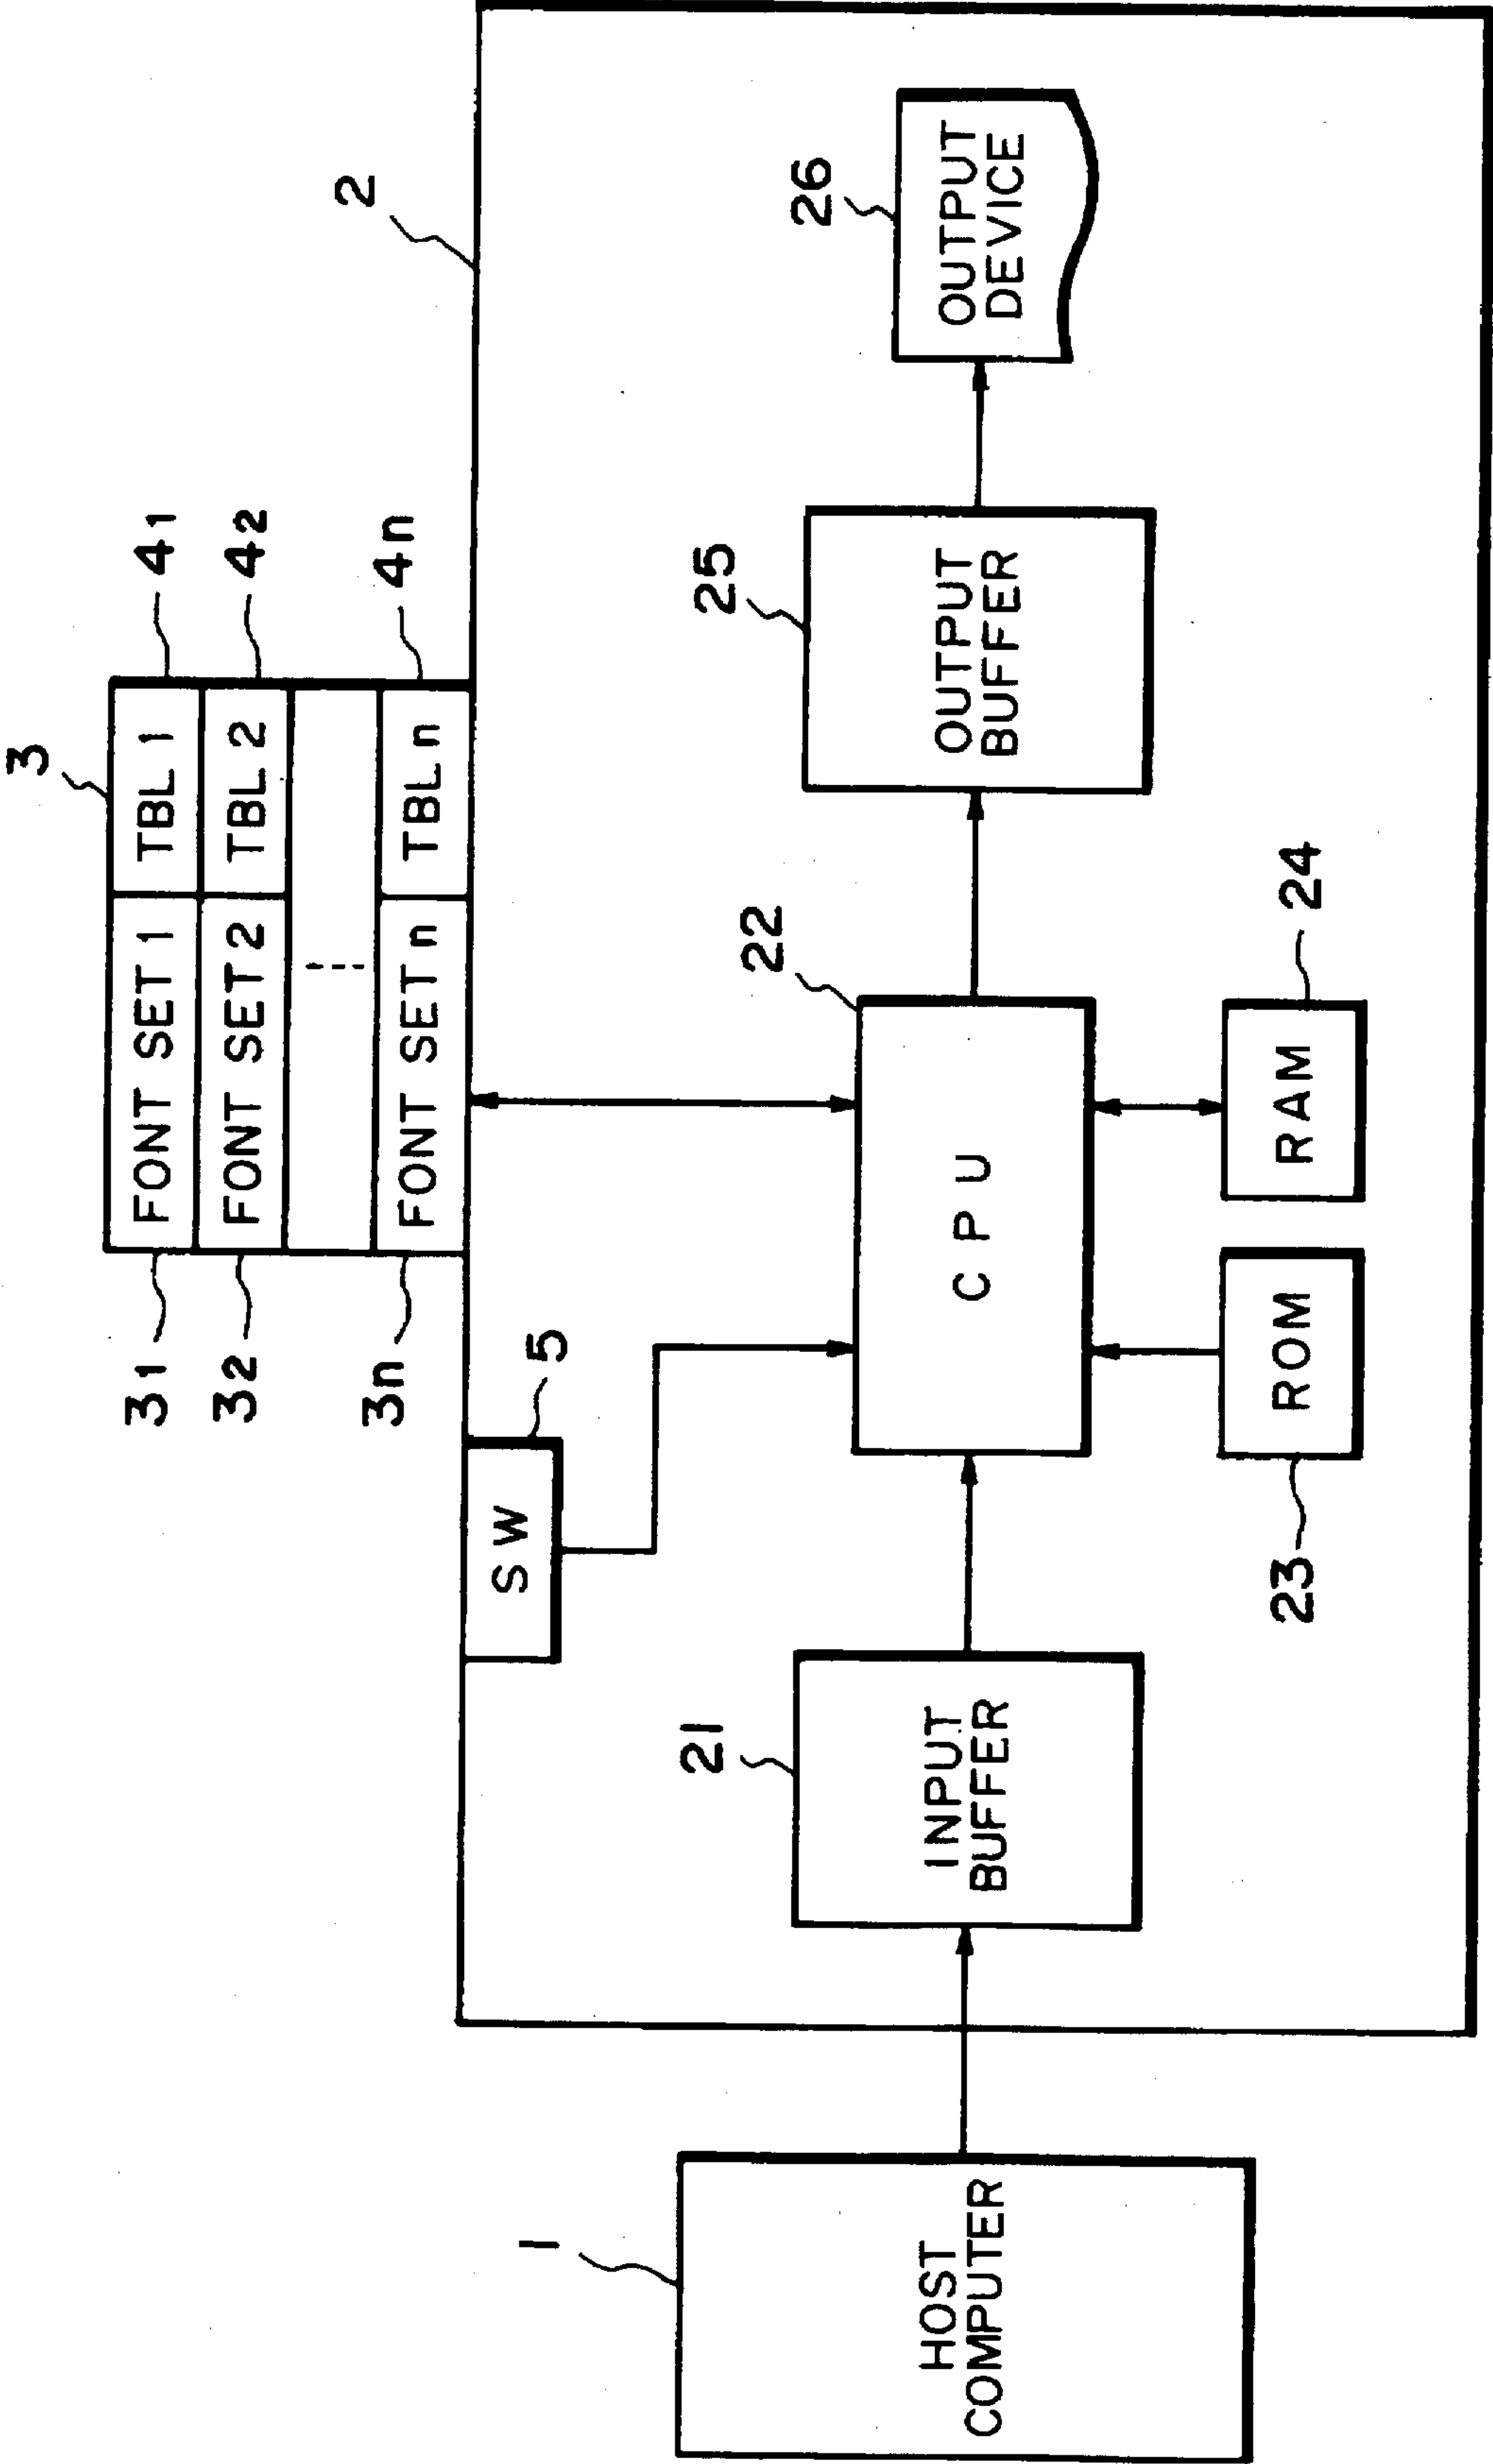 3
FONT SET 1 TBL 1
FONT SET 2 TBL 2
FONT SET n TBL n
31
32
3n
41
42
4n
2
SW
5
1
HOST
COMPUTER
21
INPUT
BUFFER
22
CPU
23
ROM
24
RAM
25
OUTPUT
BUFFER
26
OUTPUT
DEVICE